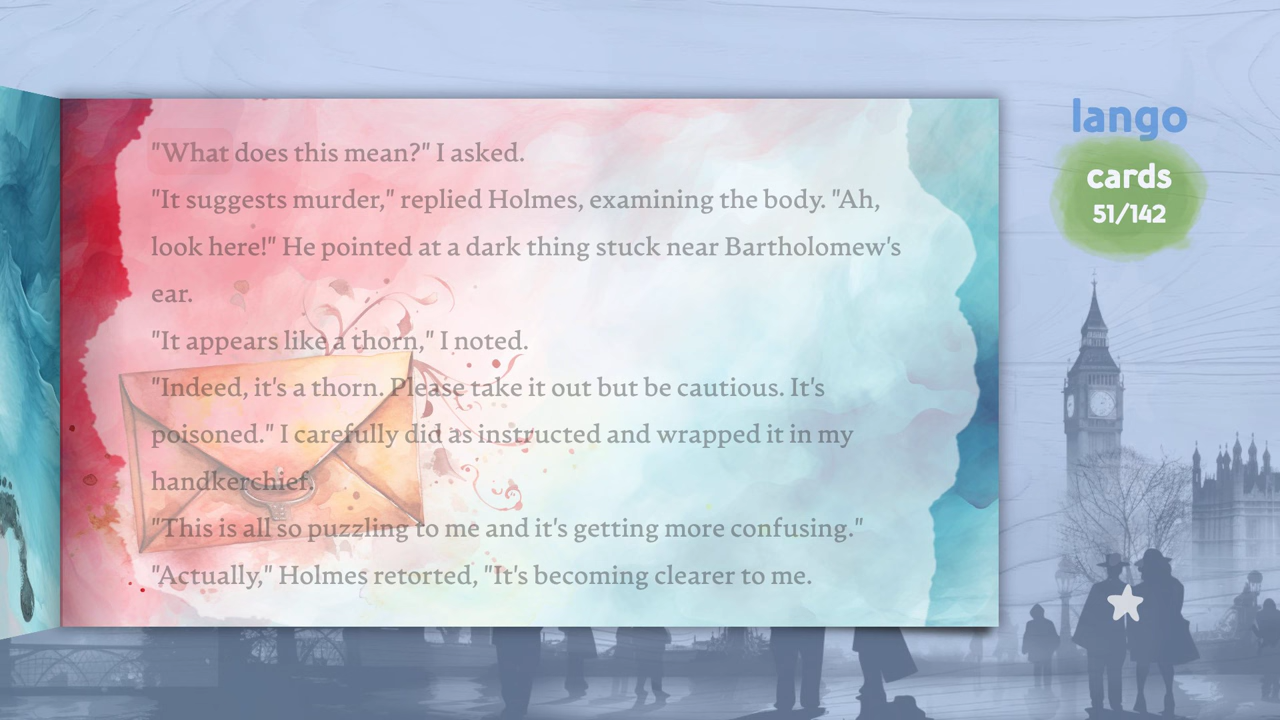 "What does this mean?" I asked.
"It suggests murder," replied Holmes, examining the body. "Ah,
look here!" He pointed at a dark thing stuck near Bartholomew's
ear.
"It appears like a thorn," I noted.
"Indeed, it's a thorn. Please take it out but be cautious. It's
poisoned." I carefully did as instructed and wrapped it in my
handkerchief.
"This is all so puzzling to me and it's getting more confusing."
"Actually," Holmes retorted, "It's becoming clearer to me.
lango
cards
51/142